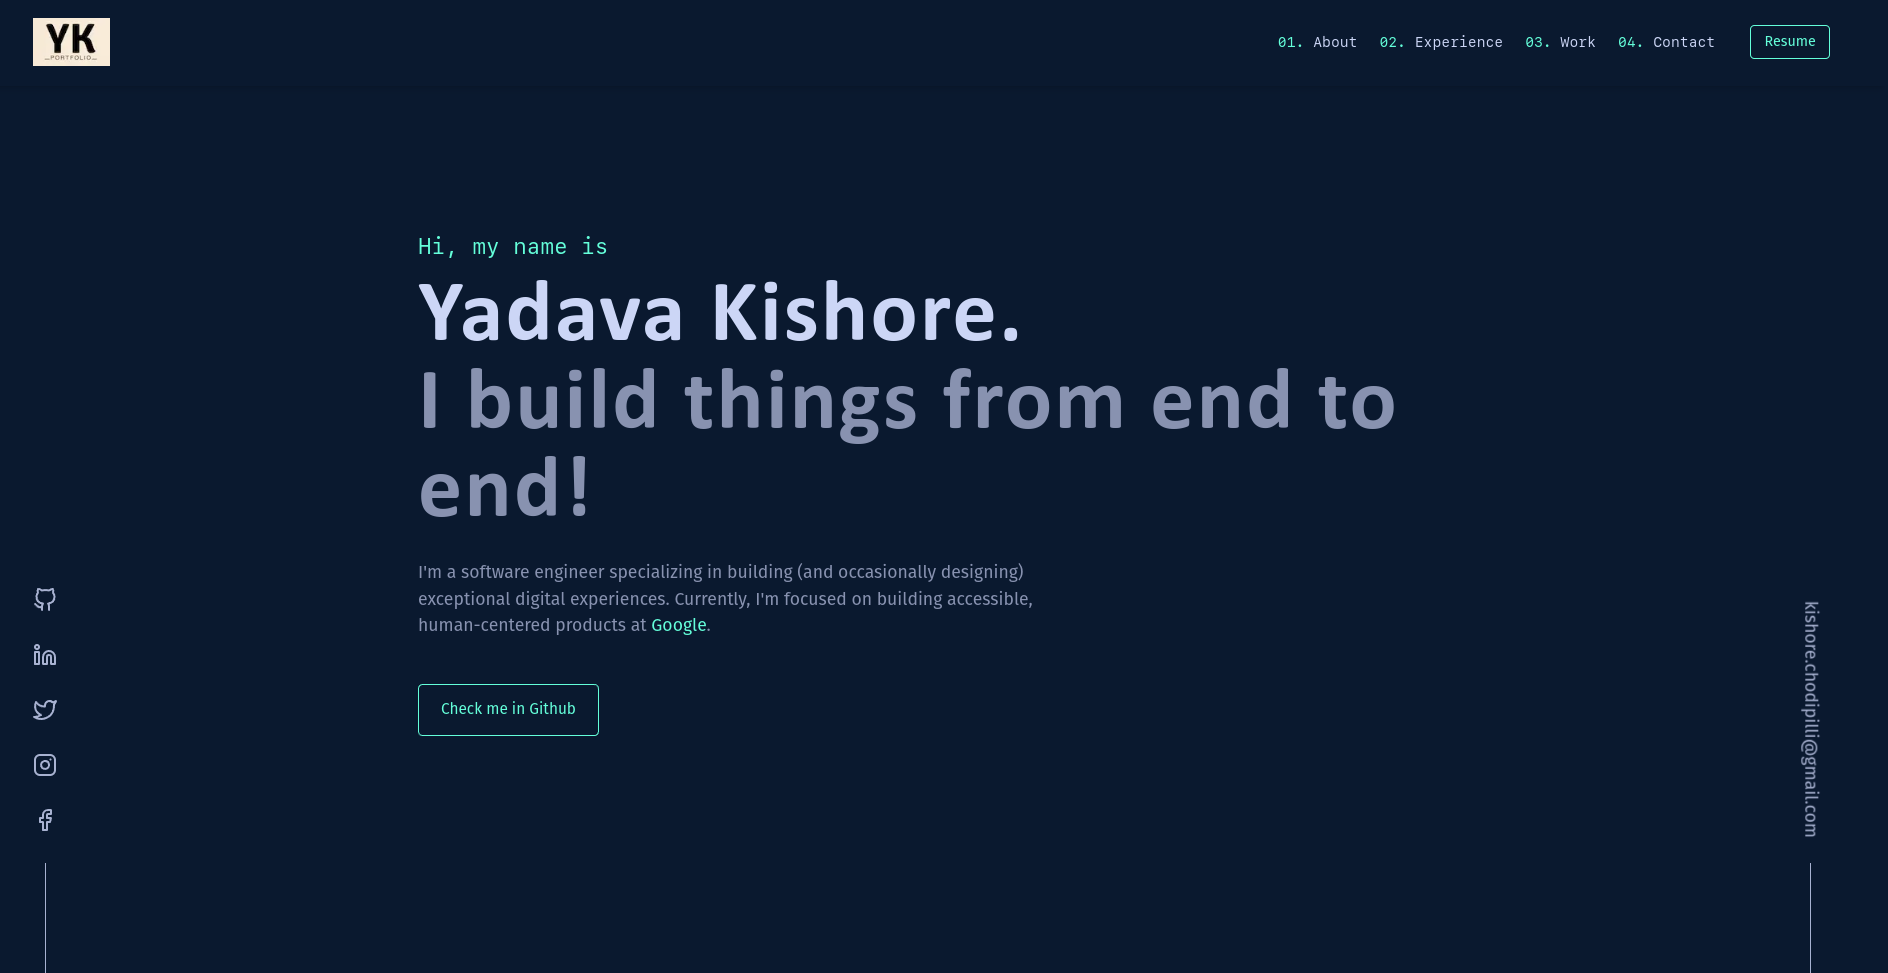 YK
PORTFOLIO
01. About 02. Experience 03. Work 04. Contact Resume
Hi, my name is
Yadava Kishore.
I build things from end to
end!
I'm a software engineer specializing in building (and occasionally designing)
exceptional digital experiences. Currently, I'm focused on building accessible,
human-centered products at Google.
Check me in Github
kishore.chodipilli@gmail.com